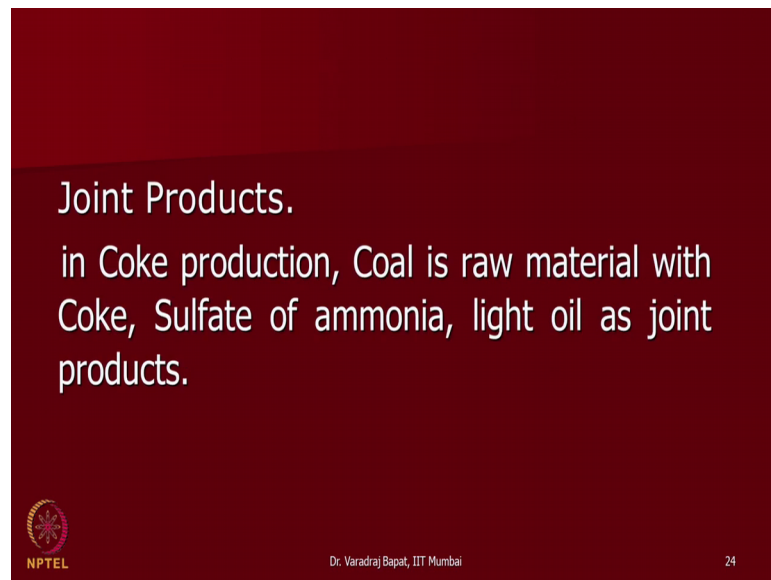 Joint Products.
in Coke production, Coal is raw material with
Coke, Sulfate of ammonia, light oil as joint
products.
NPTEL
Dr. Varadraj Bapat, IIT Mumbai
24